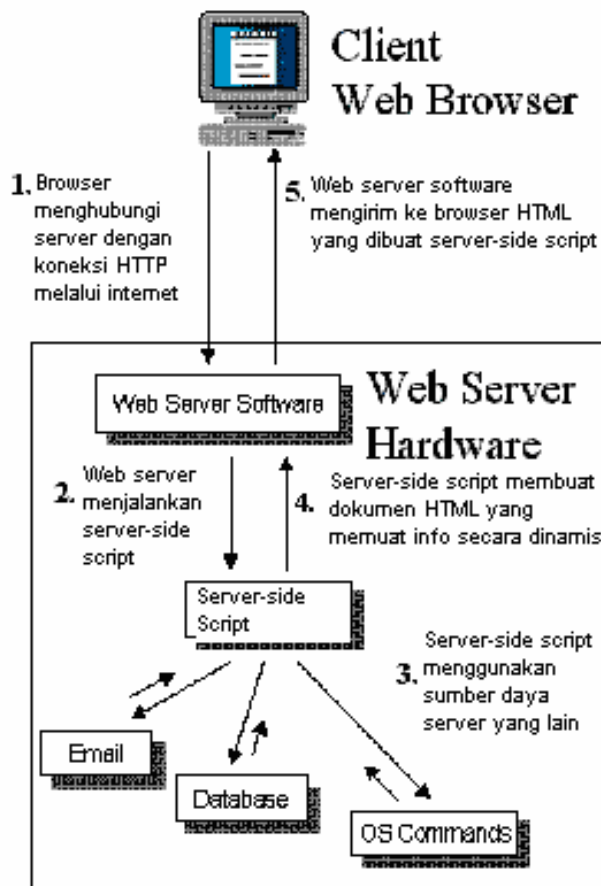 Client
Web Browser
1. Browser
menghubungi
server dengan
koneksi HTTP
melalui internet
5. Web server software
mengirim ke browser HTML
yang dibuat server-side script
Web Server Software
Web Server
Hardware
2. Web server
menjalankan
server-side
script
4. Server-side script membuat
dokumen HTML yang
memuat info secara dinamis
Server-side
Script
3. Server-side script
menggunakan
sumber daya
server yang lain
Email
Database
OS Commands